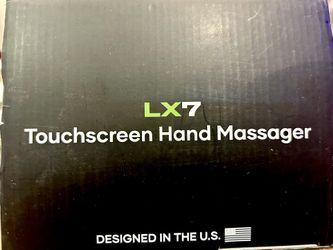 LX7
Touchscreen Hand Massager
DESIGNED IN THE U.S.